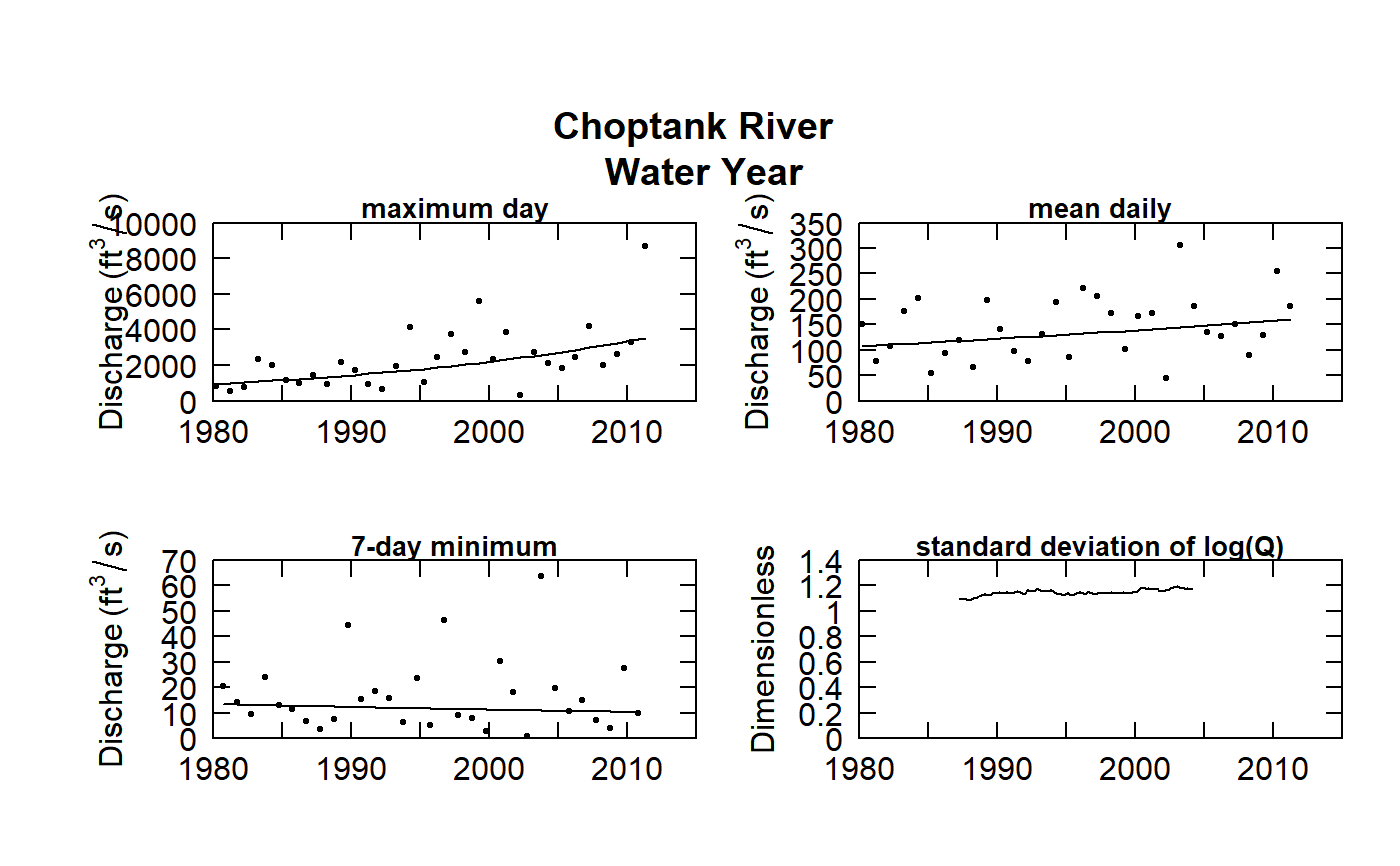 Choptank River
Water Year
maximum day
Discharge (ft³/s)
10000
8000
6000
4000
2000
0
1980 1990 2000 2010
mean daily
Discharge (ft³/s)
350
300
250
200
150
100
50
0
1980 1990 2000 2010
7-day minimum
Discharge (ft³/s)
70
60
50
40
30
20
10
0
1980 1990 2000 2010
standard deviation of log(Q)
Dimensionless
1.4
1.2
1
0.8
0.6
0.4
0.2
0
1980 1990 2000 2010